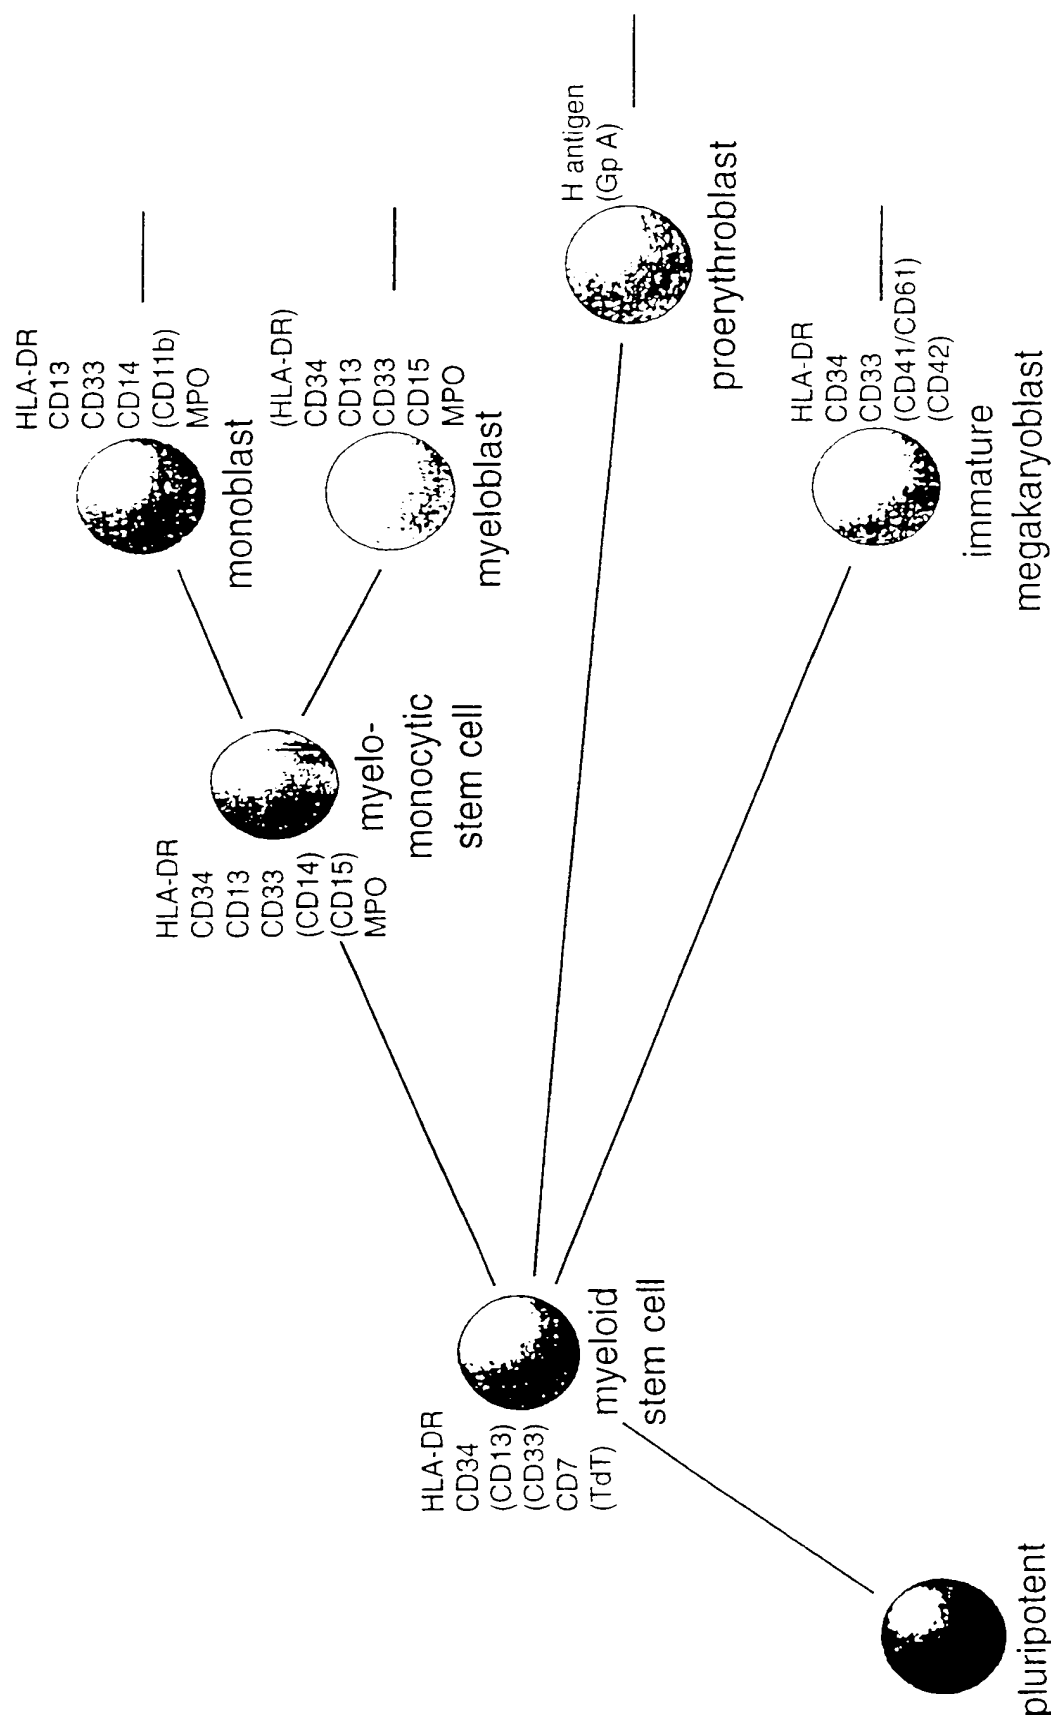 HLA-DR
CD13
CD33
CD14
(CD11b)
MPO
monoblast
(HLA-DR)
CD34
CD13
CD33
CD15
MPO
myeloblast
HLA-DR
CD34
CD13
CD33
(CD14)
(CD15)
MPO
myelo-
monocytic
stem cell
H antigen
(Gp A)
proerythroblast
HLA-DR
CD34
CD33
(CD41/CD61)
(CD42)
immature
megakaryoblast
HLA-DR
CD34
(CD13)
(CD33)
CD7
(TdT)
myeloid
stem cell
pluripotent